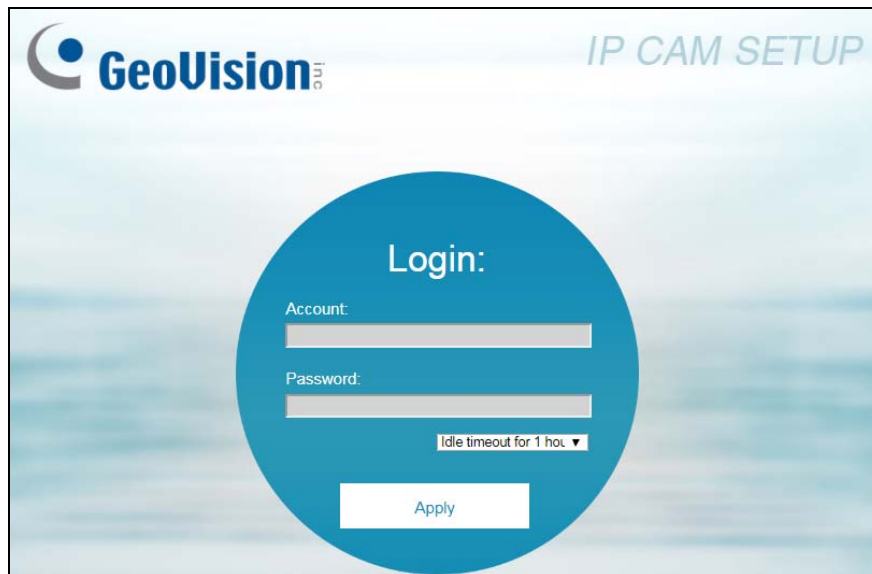 GeoVision inc
IP CAM SETUP
Login:
Account:
Password:
Idle timeout for 1 hou
Apply